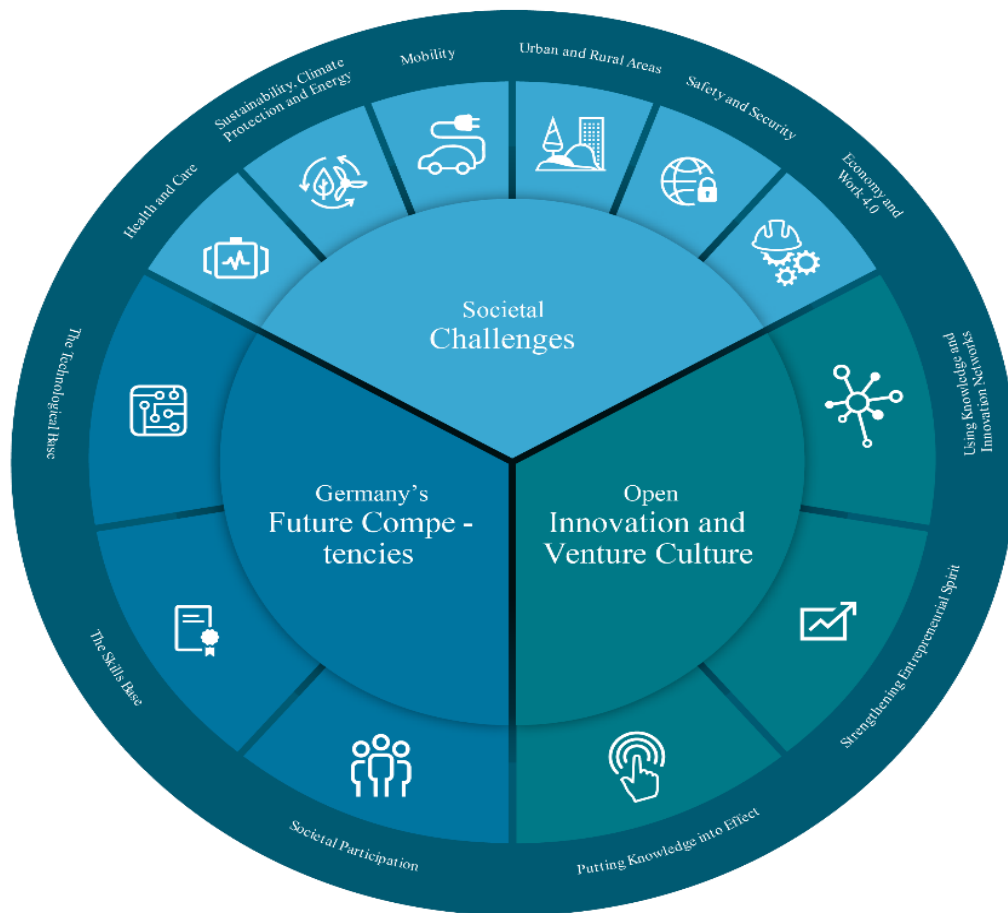 Health and Care
Sustainability, Climate
Protection and Energy
Mobility
Urban and Rural Areas
Safety and Security
Economy and
Work 4.0
Societal
Challenges
The Technological Base
The Skills Base
Societal Participation
Germany’s
Future Compe -
tencies
Open
Innovation and
Venture Culture
Using Knowledge and
Innovation Networks
Strengthening Entrepreneurial Spirit
Putting Knowledge into Effect